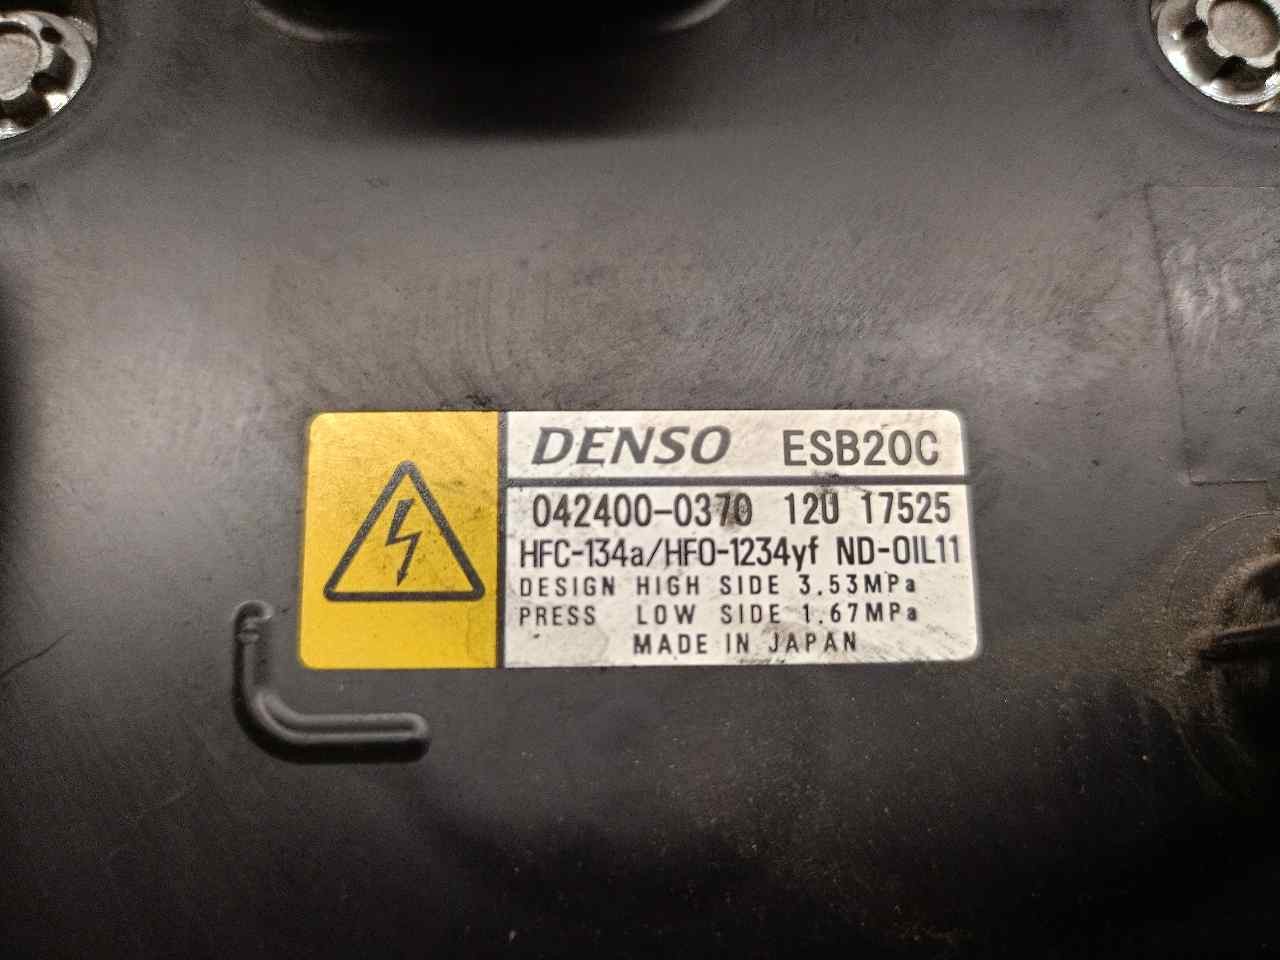 DENSO ESB20C
042400-0370 12U 17525
HFC-134a/HFO-1234yf ND-OIL11
DESIGN HIGH SIDE 3.53MPa
PRESS LOW SIDE 1.67MPa
MADE IN JAPAN